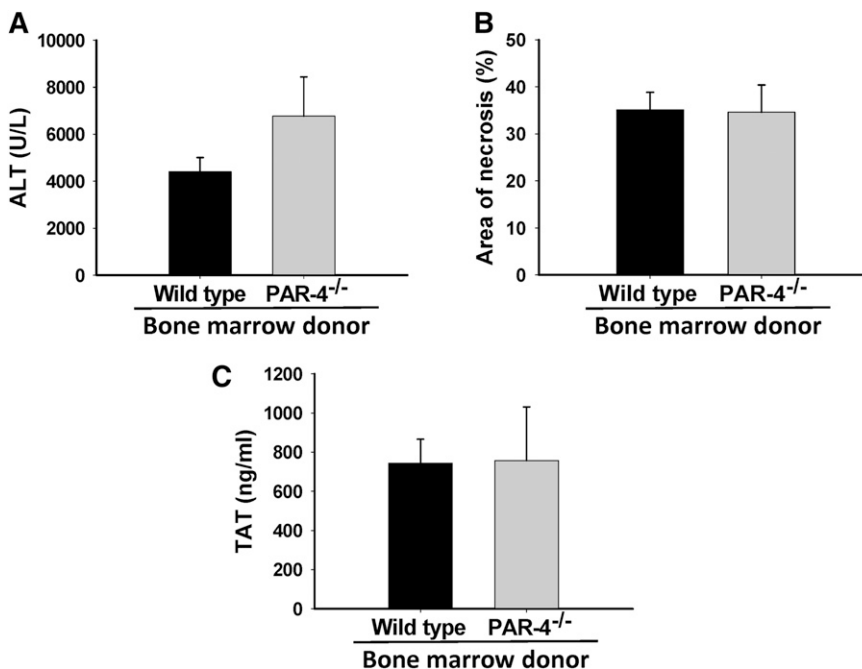 A
ALT (U/L)
10000
8000
6000
4000
2000
0
Wild type PAR-4-/-
Bone marrow donor
B
Area of necrosis (%)
50
40
30
20
10
0
Wild type PAR-4-/-
Bone marrow donor
C
TAT (ng/ml)
1200
1000
800
600
400
200
0
Wild type PAR-4-/-
Bone marrow donor